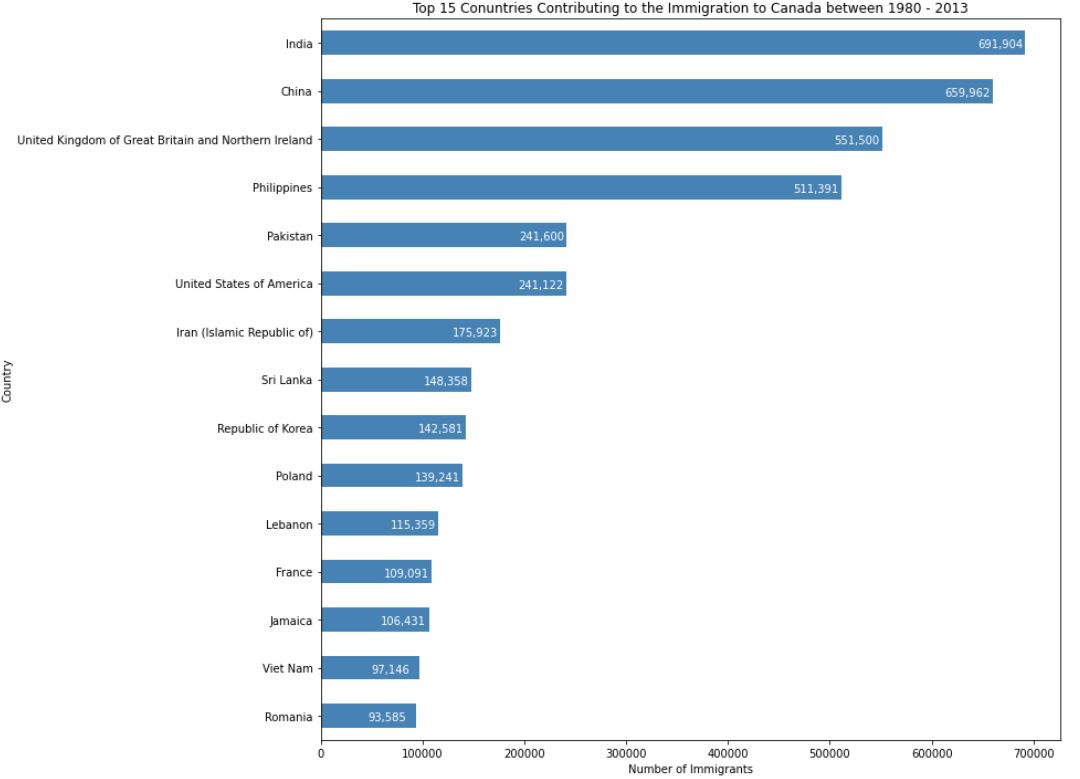 Top 15 Conuntries Contributing to the Immigration to Canada between 1980 - 2013
India 691,904
China 659,962
United Kingdom of Great Britain and Northern Ireland 551,500
Philippines 511,391
Pakistan 241,600
United States of America 241,122
Iran (Islamic Republic of) 175,923
Sri Lanka 148,358
Republic of Korea 142,581
Poland 139,241
Lebanon 115,359
France 109,091
Jamaica 106,431
Viet Nam 97,146
Romania 93,585
Country
0 100000 200000 300000 400000 500000 600000 700000
Number of Immigrants